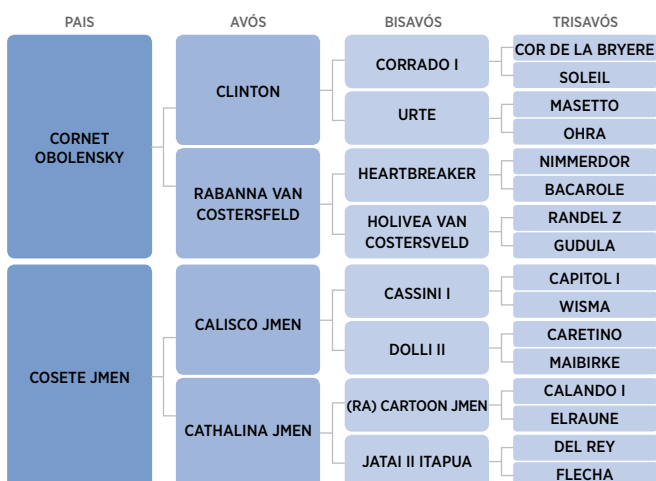 PAIS
AVÓS
BISAVÓS
TRISAVÓS
CORNET
OBOLENSKY
CLINTON
CORRADO I
COR DE LA BRYERE
SOLEIL
URTE
MASETTO
OHRA
RABANNA VAN
COSTERSFELD
HEARTBREAKER
NIMMERDOR
BACAROLE
HOLIVEA VAN
COSTERSVELD
RANDEL Z
GUDULA
COSETE JMEN
CALISCO JMEN
CASSINI I
CAPITOL I
WISMA
DOLLI II
CARETINO
MAIBIRKE
CATHALINA JMEN
(RA) CARTOON JMEN
CALANDO I
ELRAUNE
JATAI II ITAPUA
DEL REY
FLECHA